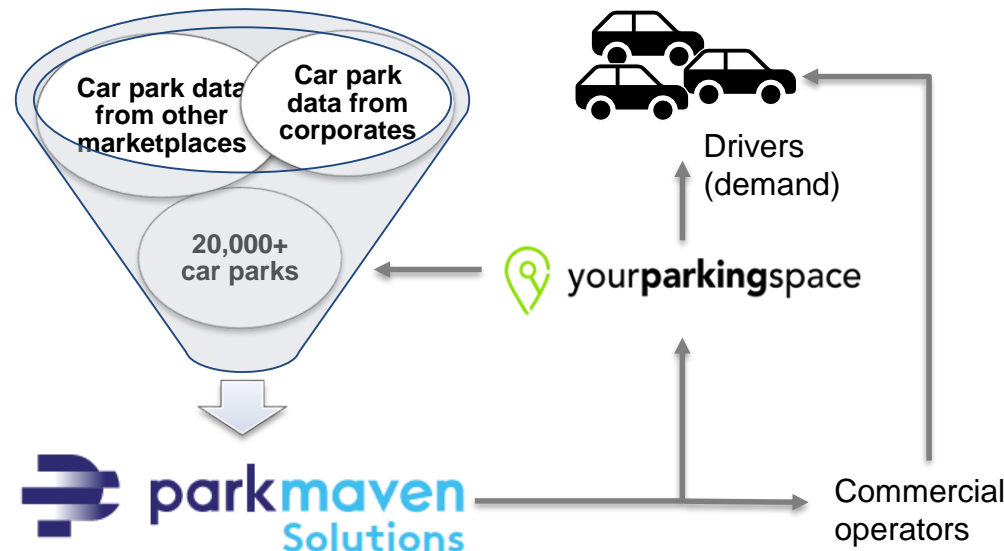 Car park data
from other
marketplaces
Car park
data from
corporates
20,000+
car parks
Drivers
(demand)
yourparkingspace
parkmaven
Solutions
Commercial
operators